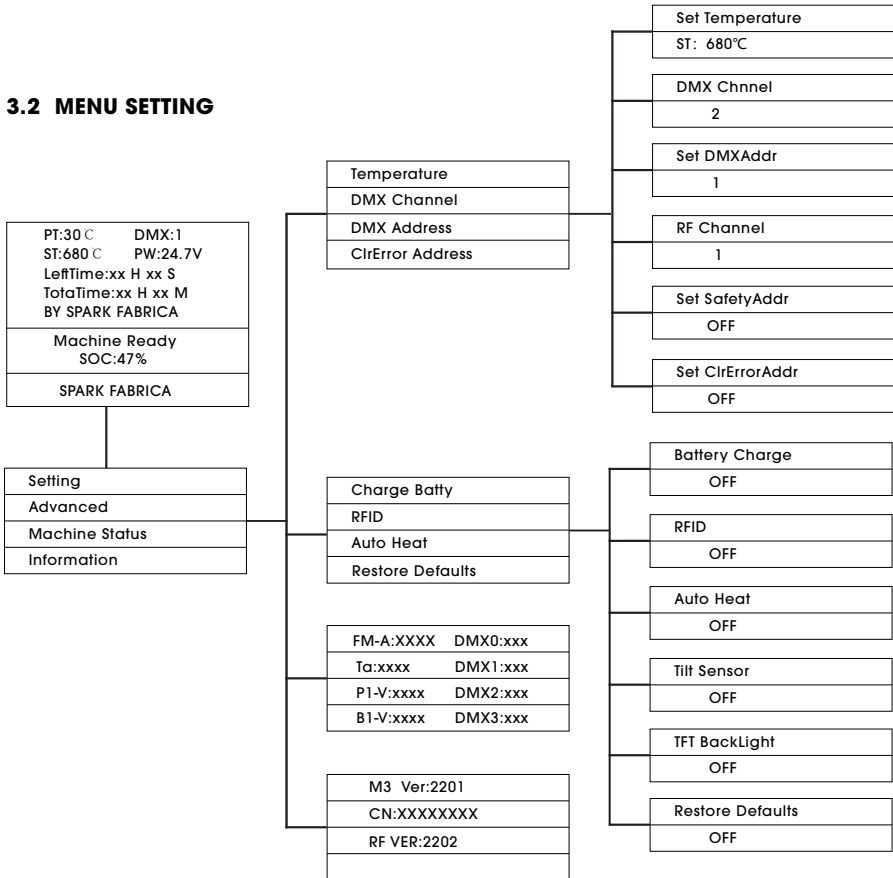 3.2 MENU SETTING
PT:30℃ DMX:1
ST:680℃ PW:24.7V
LeftTime:xx H xx S
TotaTime:xx H xx M
BY SPARK FABRICA
Machine Ready
SOC:47%
SPARK FABRICA
Setting
Advanced
Machine Status
Information
Temperature
DMX Channel
DMX Address
ClrError Address
Charge Batty
RFID
Auto Heat
Restore Defaults
FM-A:XXXX DMX0:xxx
Ta:xxxx DMX1:xxx
P1-V:xxxx DMX2:xxx
B1-V:xxxx DMX3:xxx
M3 Ver:2201
CN:XXXXXXXX
RF VER:2202
Set Temperature
ST: 680℃
DMX Chnnel
2
Set DMXAddr
1
RF Channel
1
Set SafetyAddr
OFF
Set ClrErrorAddr
OFF
Battery Charge
OFF
RFID
OFF
Auto Heat
OFF
Tilt Sensor
OFF
TFT BackLight
OFF
Restore Defaults
OFF